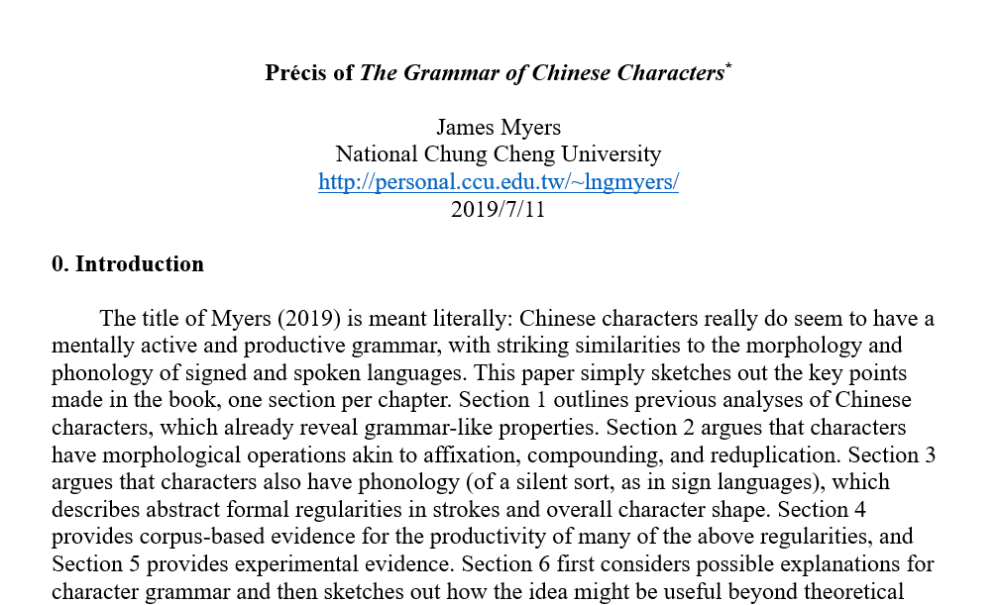 Précis of The Grammar of Chinese Characters*
James Myers
National Chung Cheng University
http://personal.ccu.edu.tw/~lngmyers/
2019/7/11
0. Introduction
The title of Myers (2019) is meant literally: Chinese characters really do seem to have a
mentally active and productive grammar, with striking similarities to the morphology and
phonology of signed and spoken languages. This paper simply sketches out the key points
made in the book, one section per chapter. Section 1 outlines previous analyses of Chinese
characters, which already reveal grammar-like properties. Section 2 argues that characters
have morphological operations akin to affixation, compounding, and reduplication. Section 3
argues that characters also have phonology (of a silent sort, as in sign languages), which
describes abstract formal regularities in strokes and overall character shape. Section 4
provides corpus-based evidence for the productivity of many of the above regularities, and
Section 5 provides experimental evidence. Section 6 first considers possible explanations for
character grammar and then sketches out how the idea might be useful beyond theoretical